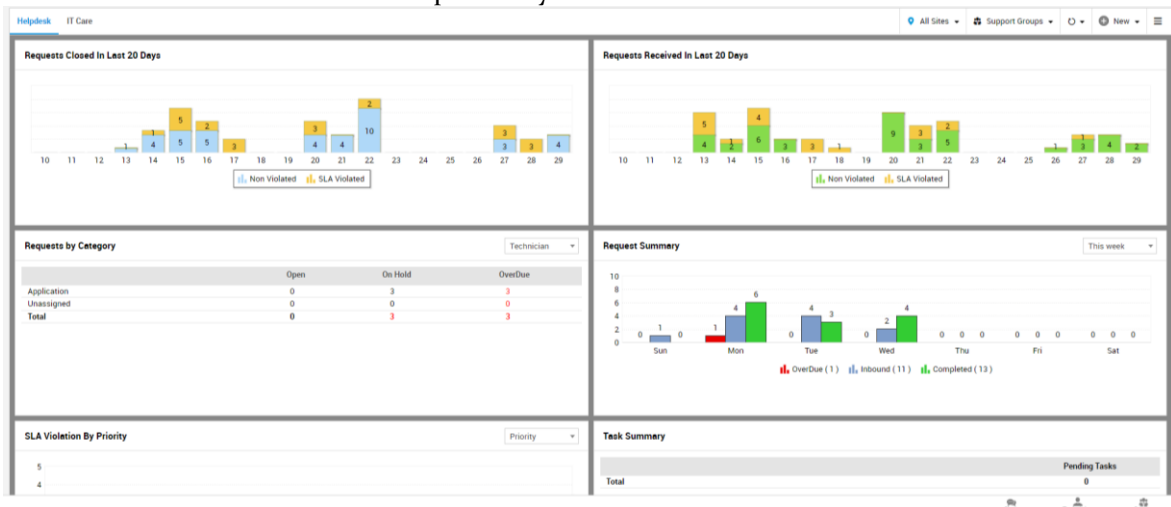 Helpdesk IT Care All Sites Support Groups New
Requests Closed In Last 20 Days
2
5 2 10 3 3
1 1 4 5 5 3 4 4 3 3 4
10 11 12 13 14 15 16 17 18 19 20 21 22 23 24 25 26 27 28 29
Non Violated SLA Violated
Requests Received In Last 20 Days
5 4 9 3 2
4 1 2 6 3 3 1 3 5 1 1 3 4 2
10 11 12 13 14 15 16 17 18 19 20 21 22 23 24 25 26 27 28 29
Non Violated SLA Violated
Requests by Category Technician
Open On Hold OverDue
Application 0 3 3
Unassigned 0 0 0
Total 0 3 3
Request Summary This week
10
8
6
4
2
0
0 1 0 1 4 6 0 4 3 0 2 4 0 0 0 0 0 0 0 0 0
Sun Mon Tue Wed Thu Fri Sat
OverDue ( 1 ) Inbound ( 11 ) Completed ( 13 )
SLA Violation By Priority Priority
5
4
Task Summary
Pending Tasks
Total 0